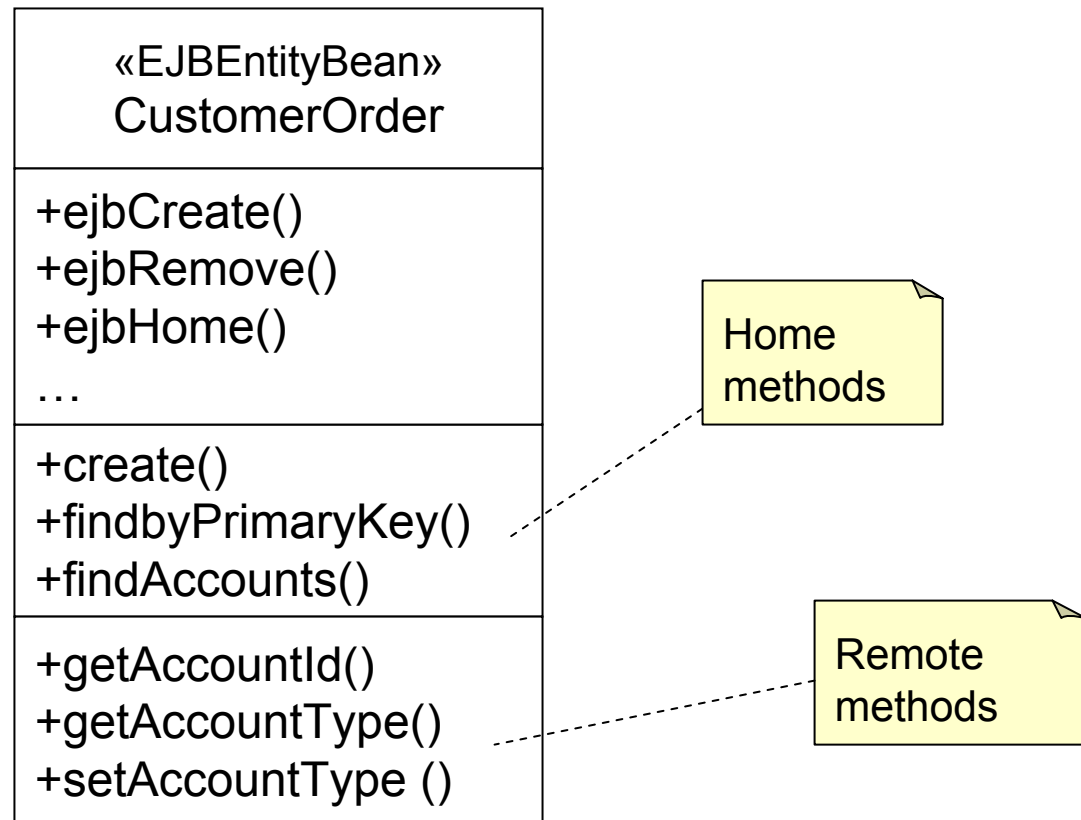 «EJBEntityBean»
CustomerOrder
+ejbCreate()
+ejbRemove()
+ejbHome()
…
+create()
+findbyPrimaryKey()
+findAccounts()
+getAccountId()
+getAccountType()
+setAccountType ()
Home
methods
Remote
methods